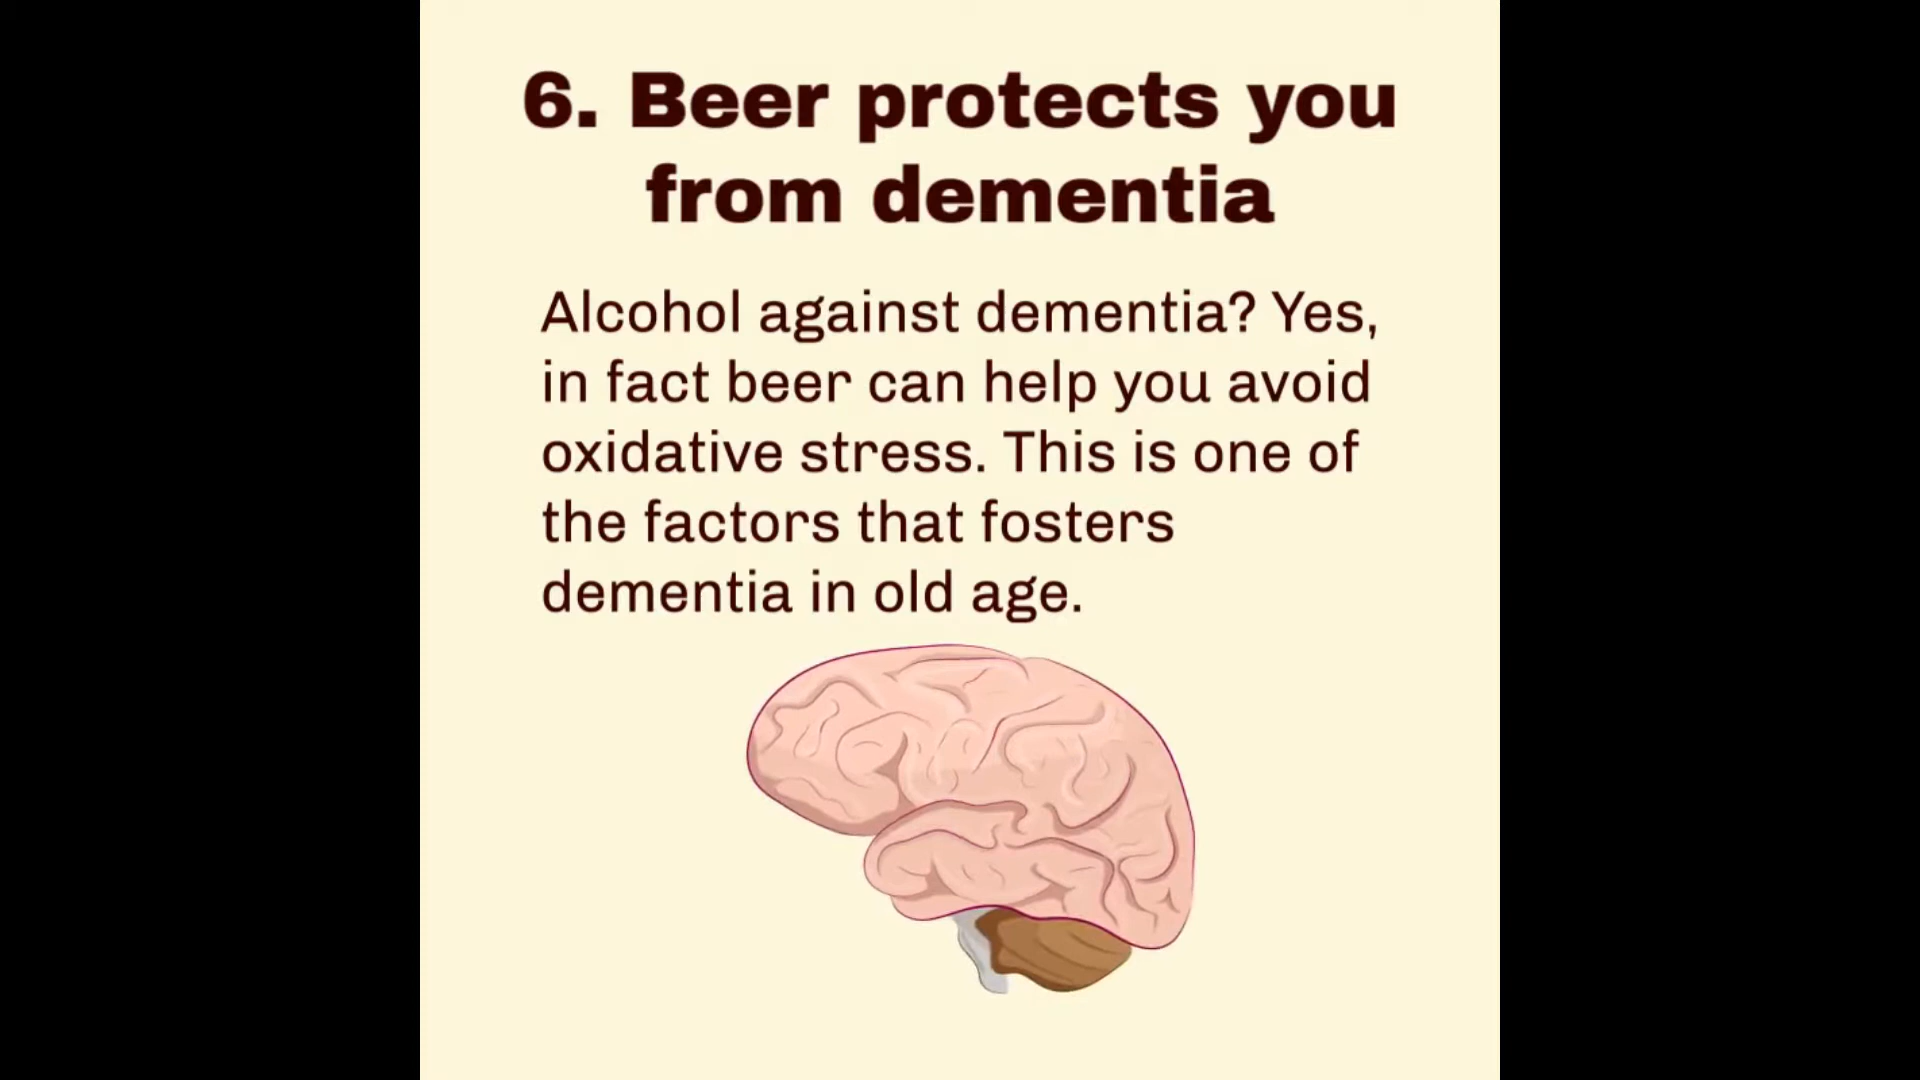 6. Beer protects you
from dementia
Alcohol against dementia? Yes,
in fact beer can help you avoid
oxidative stress. This is one of
the factors that fosters
dementia in old age.